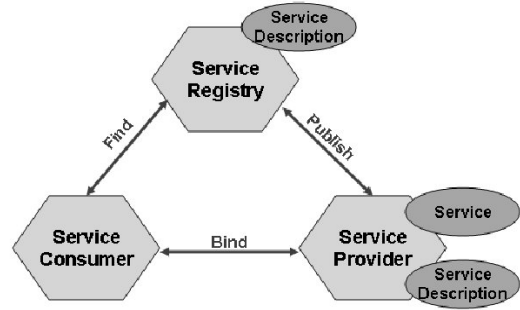 Service
Description
Service
Registry
Find
Publish
Service
Service
Consumer
Bind
Service
Provider
Service
Description